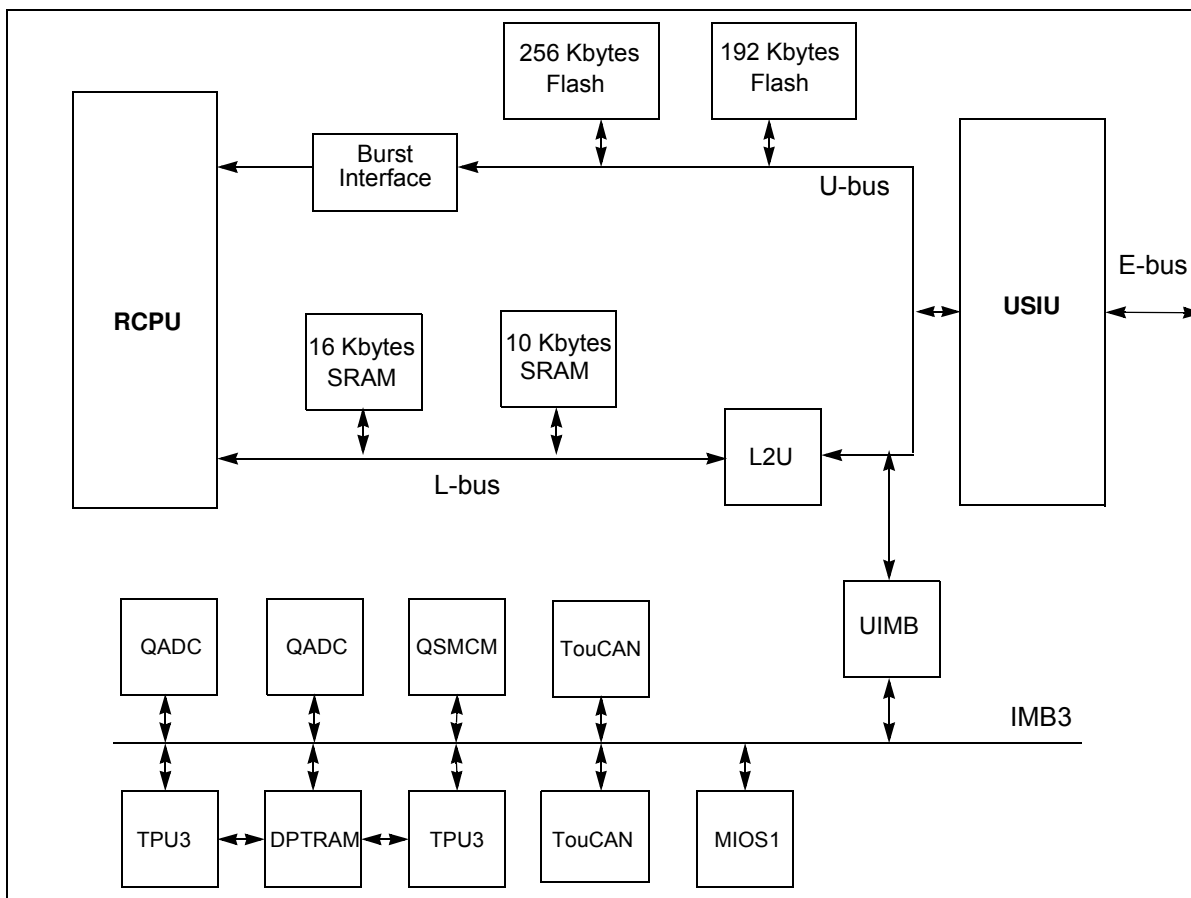 256 Kbytes
Flash
192 Kbytes
Flash
Burst
Interface
U-bus
E-bus
RCPU
USIU
16 Kbytes
SRAM
10 Kbytes
SRAM
L2U
L-bus
UIMB
QADC
QADC
QSMCM
TouCAN
IMB3
TPU3
DPTRAM
TPU3
TouCAN
MIOS1